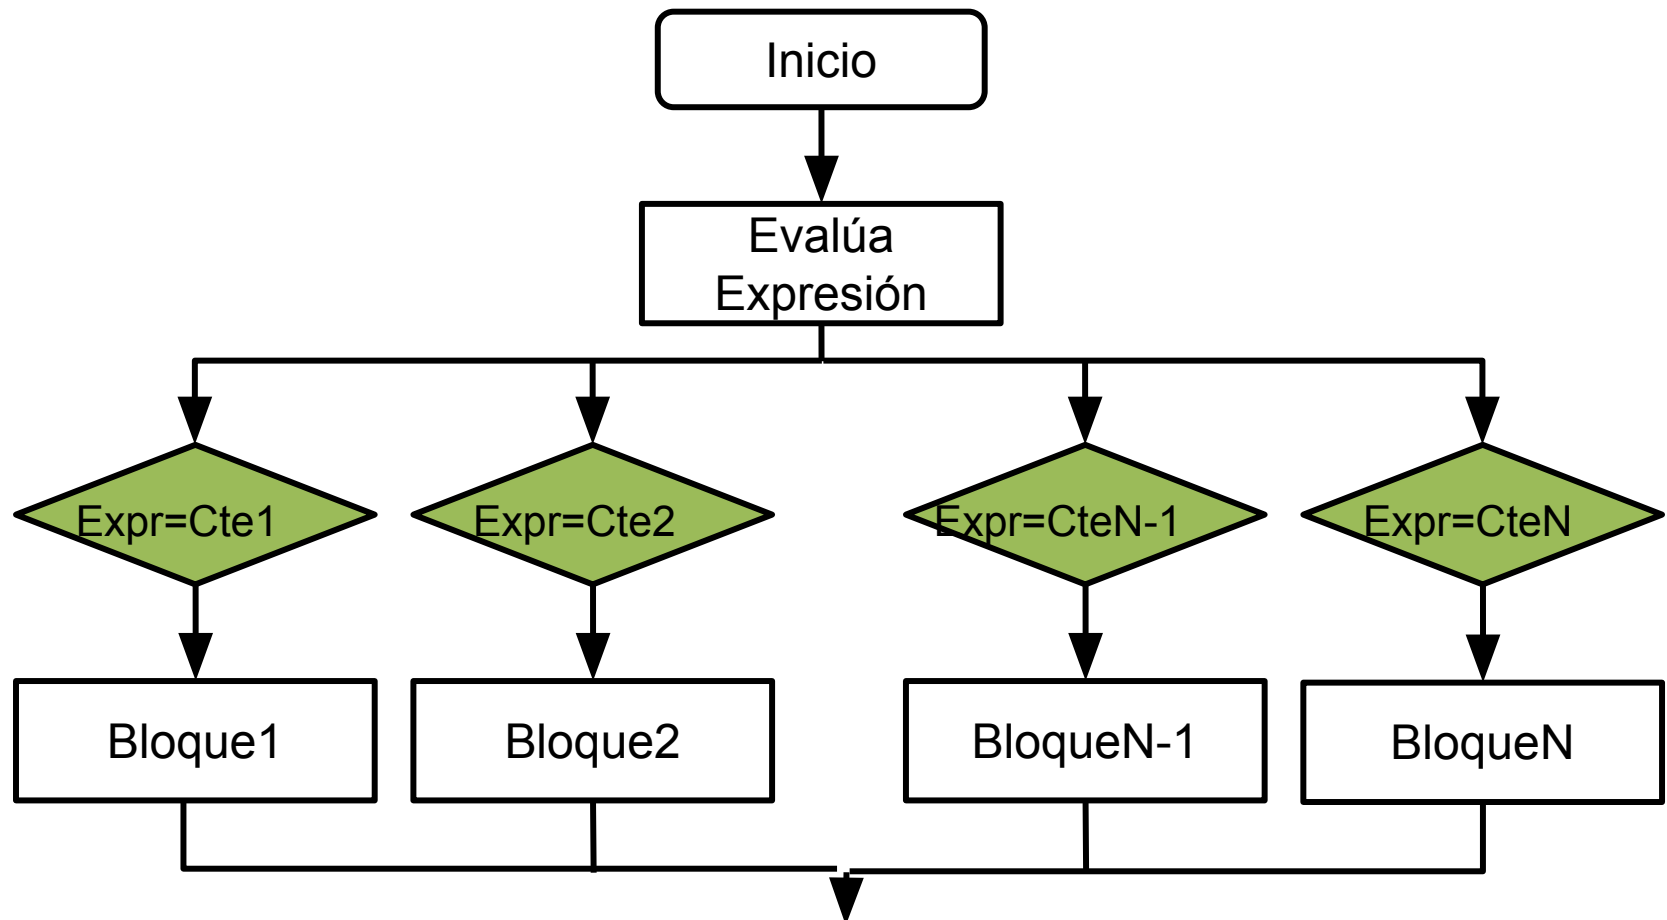 Inicio
Evalúa
Expresión
Expr=Cte1
Expr=Cte2
Expr=CteN-1
Expr=CteN
Bloque1
Bloque2
BloqueN-1
BloqueN